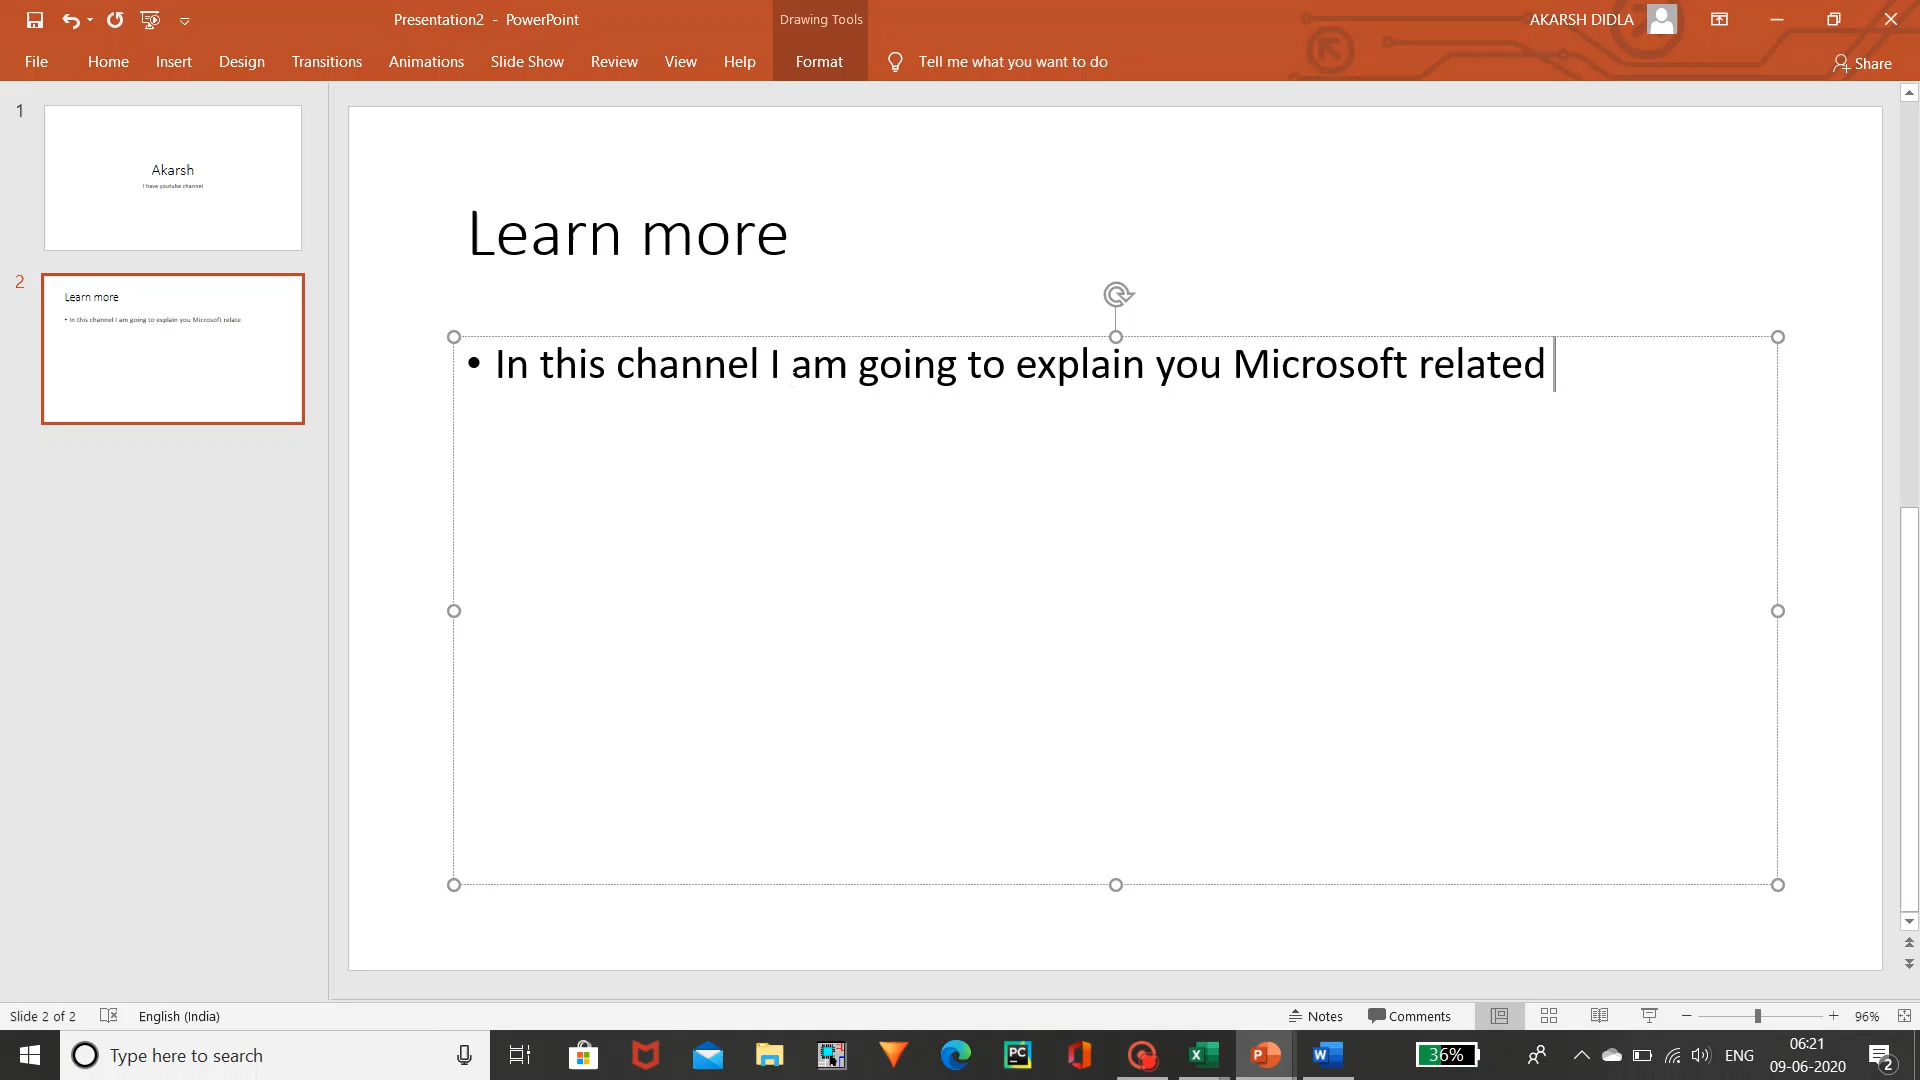 Presentation2 - PowerPoint
Drawing Tools
AKARSH DIDLA
File
Home
Insert
Design
Transitions
Animations
Slide Show
Review
View
Help
Format
Tell me what you want to do
Share
1
Akarsh
I have youtube channel
2
Learn more
• In this channel I am going to explain you Microsoft relate
Learn more
• In this channel I am going to explain you Microsoft related
Slide 2 of 2
English (India)
Notes
Comments
96%
Type here to search
PC
X
P
W
36%
ENG
06:21
09-06-2020
2